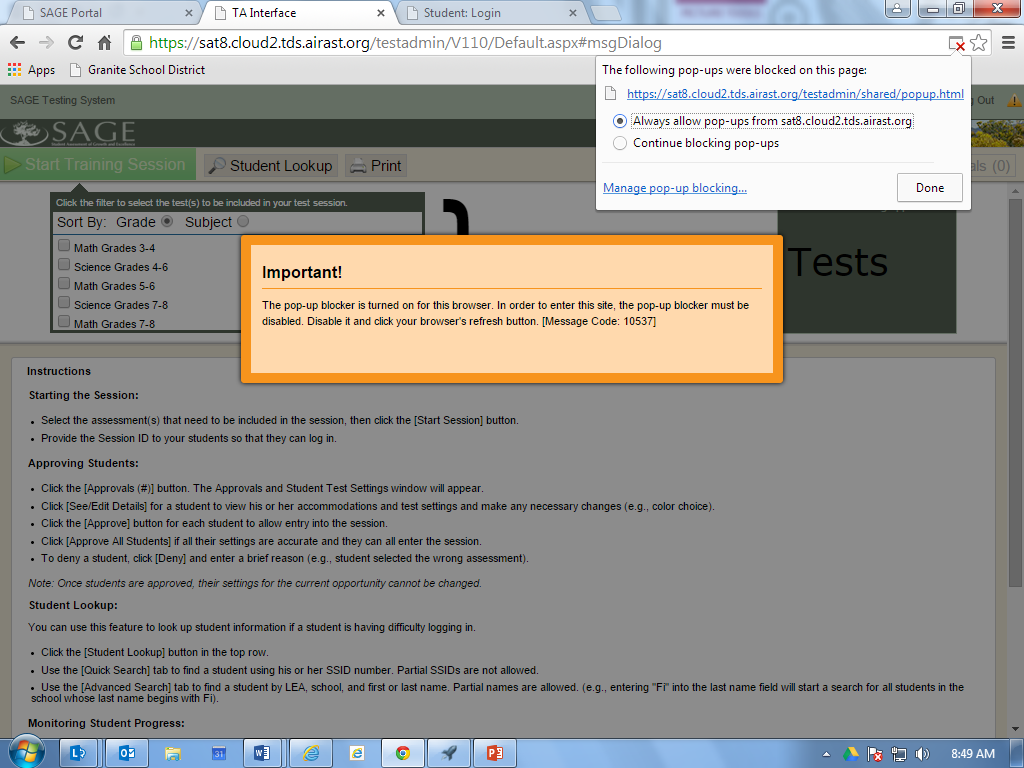 SAGE Portal
TA Interface
Student: Login
https://sat8.cloud2.tds.airast.org/testadmin/V110/Default.aspx#msgDialog
Apps Granite School District
The following pop-ups were blocked on this page:
https://sat8.cloud2.tds.airast.org/testadmin/shared/popup.html
Always allow pop-ups from sat8.cloud2.tds.airast.org
Continue blocking pop-ups
Manage pop-up blocking...
Done
SAGE Testing System
Out
SAGE
Student Assessment of Growth and Excellence
Start Training Session Student Lookup Print
(0)
Click the filter to select the test(s) to be included in your test session.
Sort By: Grade Subject
Math Grades 3-4
Science Grades 4-6
Math Grades 5-6
Science Grades 7-8
Math Grades 7-8
Tests
Important!
The pop-up blocker is turned on for this browser. In order to enter this site, the pop-up blocker must be
disabled. Disable it and click your browser's refresh button. [Message Code: 10537]
Instructions
Starting the Session:
• Select the assessment(s) that need to be included in the session, then click the [Start Session] button.
• Provide the Session ID to your students so that they can log in.
Approving Students:
• Click the [Approvals (#)] button. The Approvals and Student Test Settings window will appear.
• Click [See/Edit Details] for a student to view his or her accommodations and test settings and make any necessary changes (e.g., color choice).
• Click the [Approve] button for each student to allow entry into the session.
• Click [Approve All Students] if all their settings are accurate and they can all enter the session.
• To deny a student, click [Deny] and enter a brief reason (e.g., student selected the wrong assessment).
Note: Once students are approved, their settings for the current opportunity cannot be changed.
Student Lookup:
You can use this feature to look up student information if a student is having difficulty logging in.
• Click the [Student Lookup] button in the top row.
• Use the [Quick Search] tab to find a student using his or her SSID number. Partial SSIDs are not allowed.
• Use the [Advanced Search] tab to find a student by LEA, school, and first or last name. Partial names are allowed. (e.g., entering "Fi" into the last name field will start a search for all students in the
school whose last name begins with Fi).
Monitoring Student Progress:
31
8:49 AM